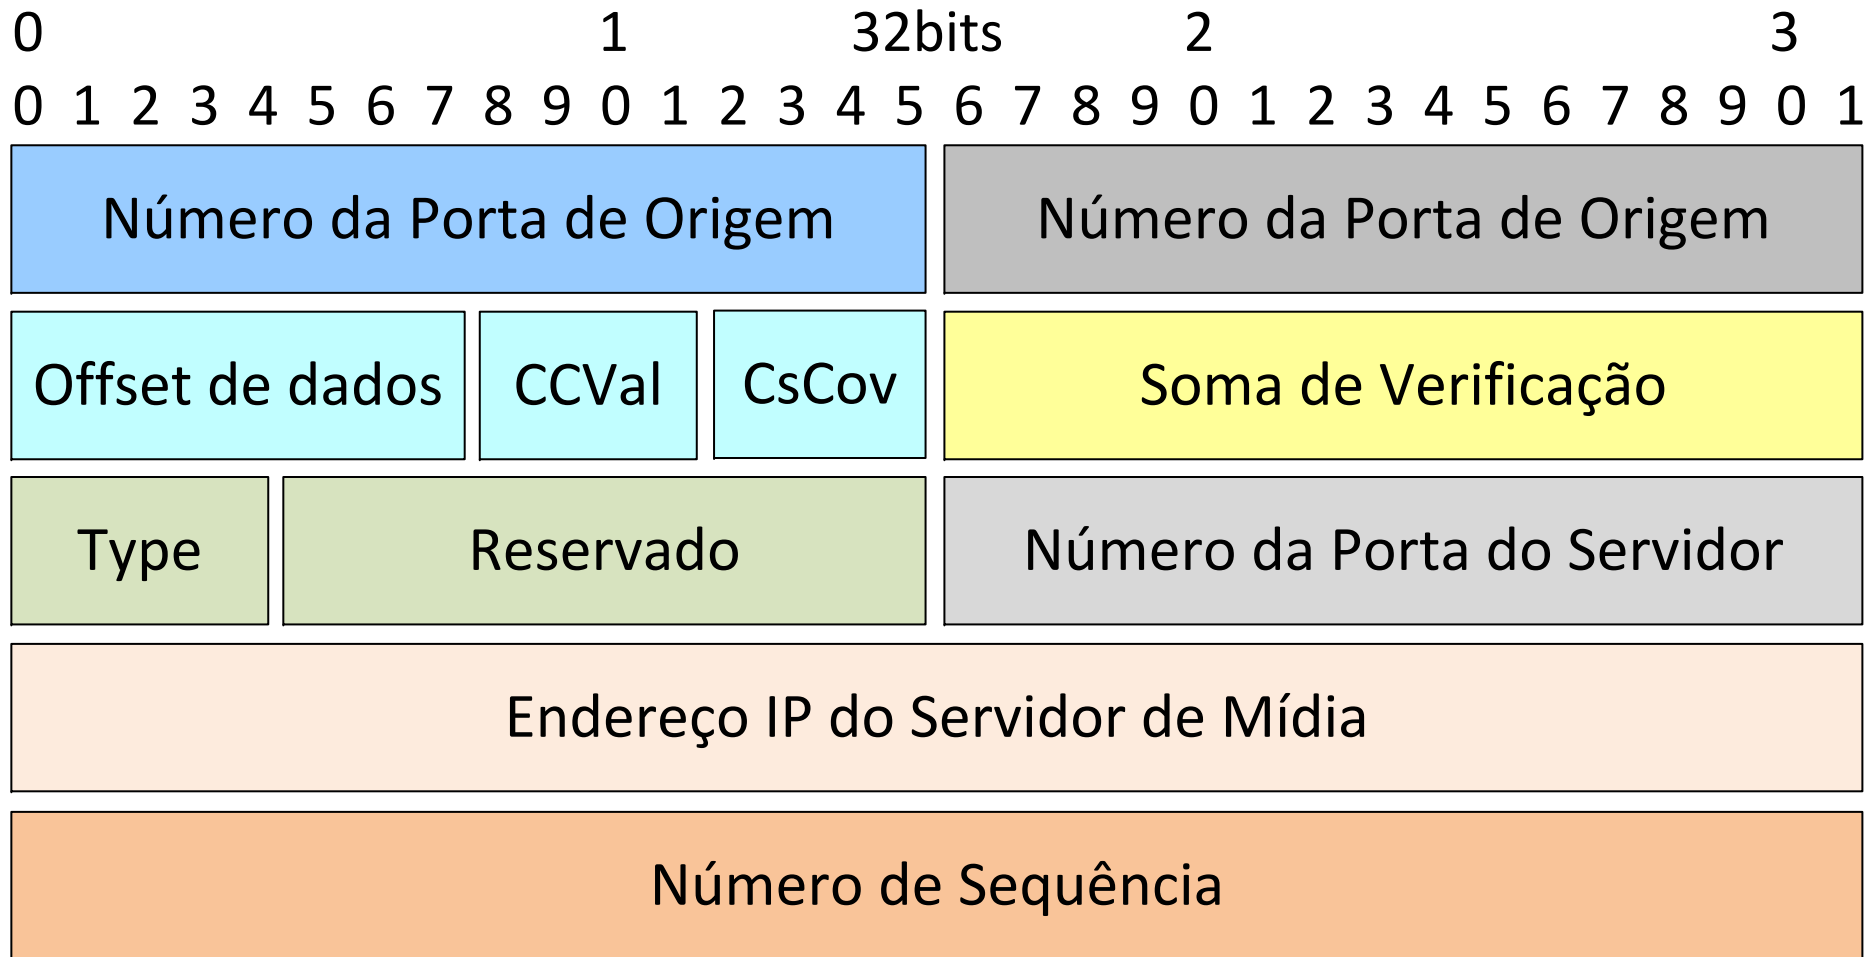 0 1 32bits 2 3
0 1 2 3 4 5 6 7 8 9 0 1 2 3 4 5 6 7 8 9 0 1 2 3 4 5 6 7 8 9 0 1
Número da Porta de Origem Número da Porta de Origem
Offset de dados CCVal CsCov Soma de Verificação
Type Reservado Número da Porta do Servidor
Endereço IP do Servidor de Mídia
Número de Sequência